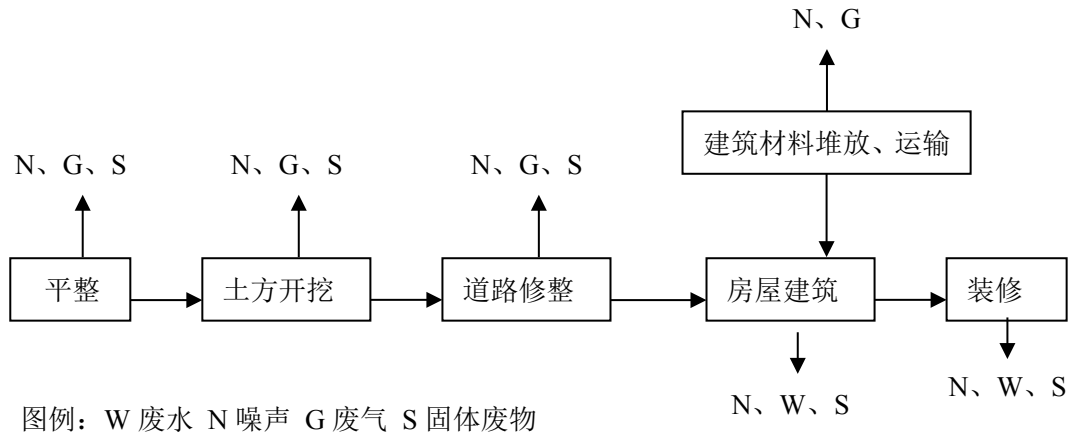 N、G
建筑材料堆放、运输
N、G、S
N、G、S
N、G、S
平整
土方开挖
道路修整
房屋建筑
装修
N、W、S
N、W、S
图例：W 废水 N 噪声 G 废气 S 固体废物